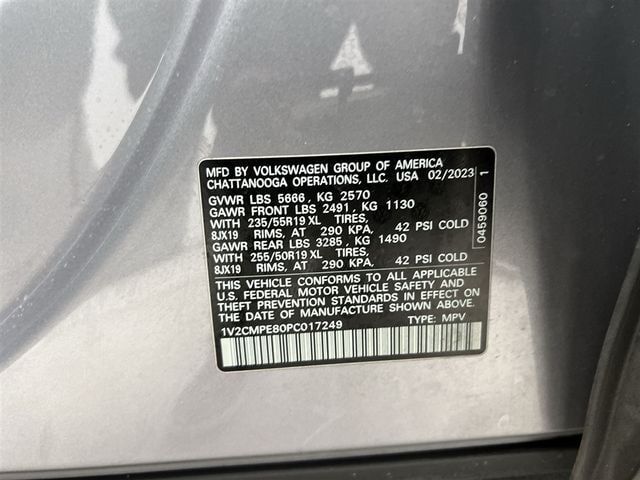 MFD BY VOLKSWAGEN GROUP OF AMERICA
CHATTANOOGA OPERATIONS, LLC. USA 02/2023
GVWR LBS 5666, KG 2570
GAWR FRONT LBS 2491, KG 1130
WITH 235/55R19 XL TIRES,
8JX19 RIMS, AT 290 KPA, 42 PSI COLD
GAWR REAR LBS 3285, KG 1490
WITH 255/50R19 XL TIRES,
8JX19 RIMS, AT 290 KPA, 42 PSI COLD
THIS VEHICLE CONFORMS TO ALL APPLICABLE
U.S. FEDERAL MOTOR VEHICLE SAFETY AND
THEFT PREVENTION STANDARDS IN EFFECT ON
THE DATE OF MANUFACTURE SHOWN ABOVE.
1V2CMPE80PC017249 TYPE: MPV
0459060 1